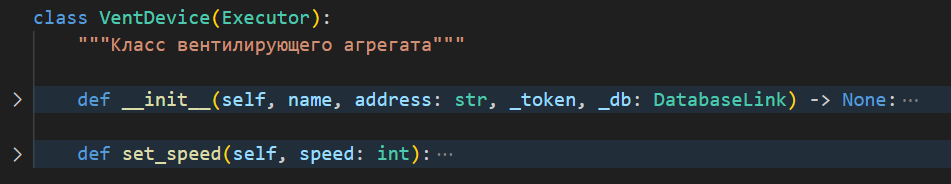 class VentDevice(Executor):
"""Класс вентилирующего агрегата"""
def __init__(self, name, address: str, _token, _db: DatabaseLink) -> None:···
def set_speed(self, speed: int):···